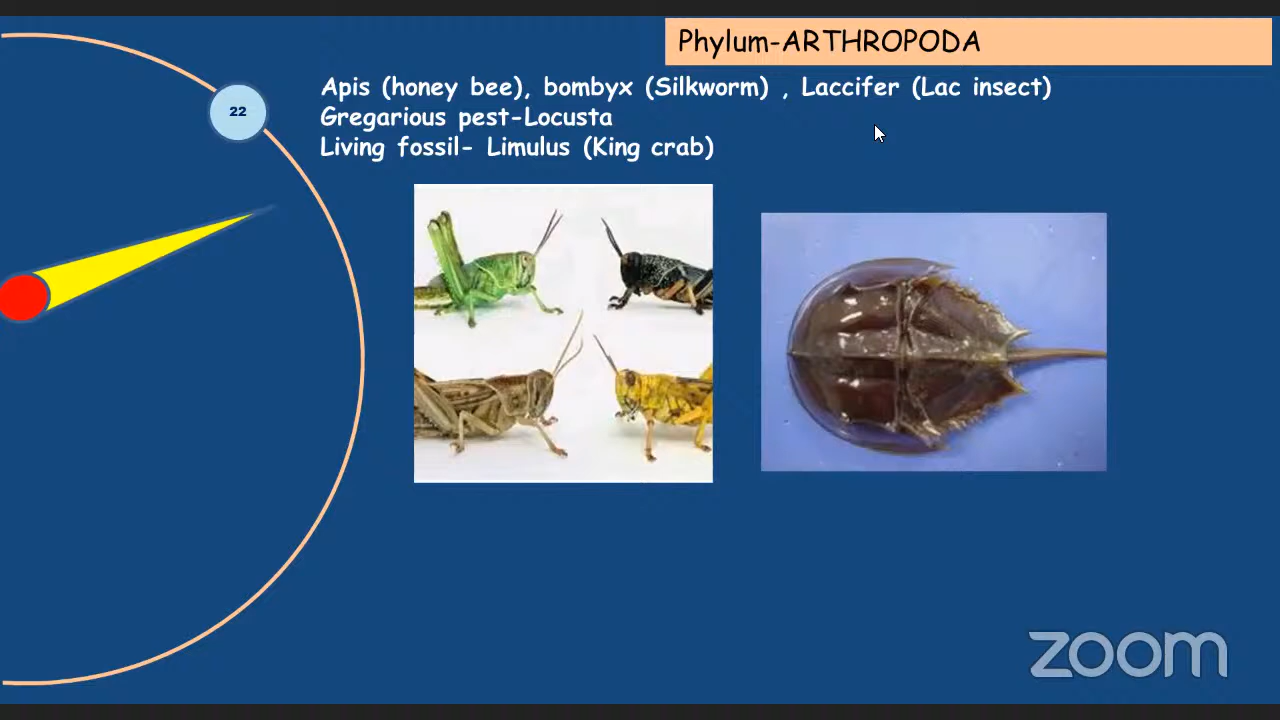 Phylum-ARTHROPODA
22
Apis (honey bee), bombyx (Silkworm) , Laccifer (Lac insect)
Gregarious pest-Locusta
Living fossil- Limulus (King crab)
zoom